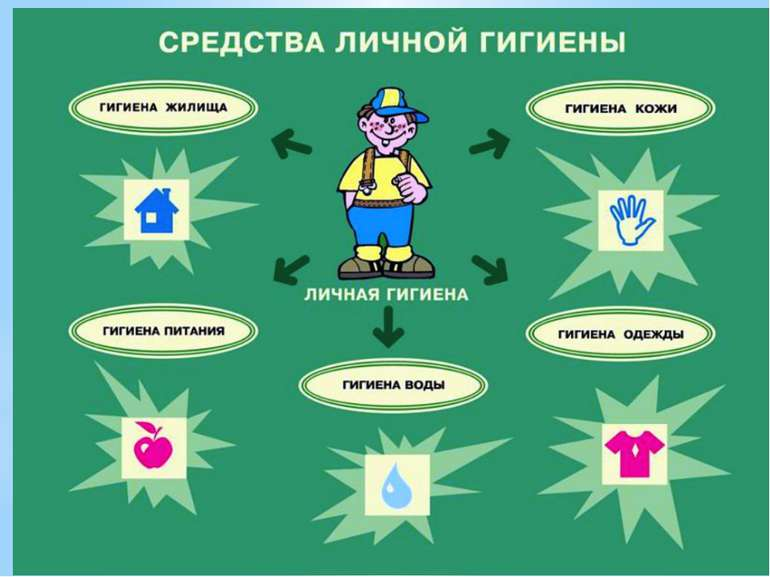 СРЕДСТВА ЛИЧНОЙ ГИГИЕНЫ
ГИГИЕНА ЖИЛИЩА
ГИГИЕНА КОЖИ
ЛИЧНАЯ ГИГИЕНА
ГИГИЕНА ПИТАНИЯ
ГИГИЕНА ОДЕЖДЫ
ГИГИЕНА ВОДЫ